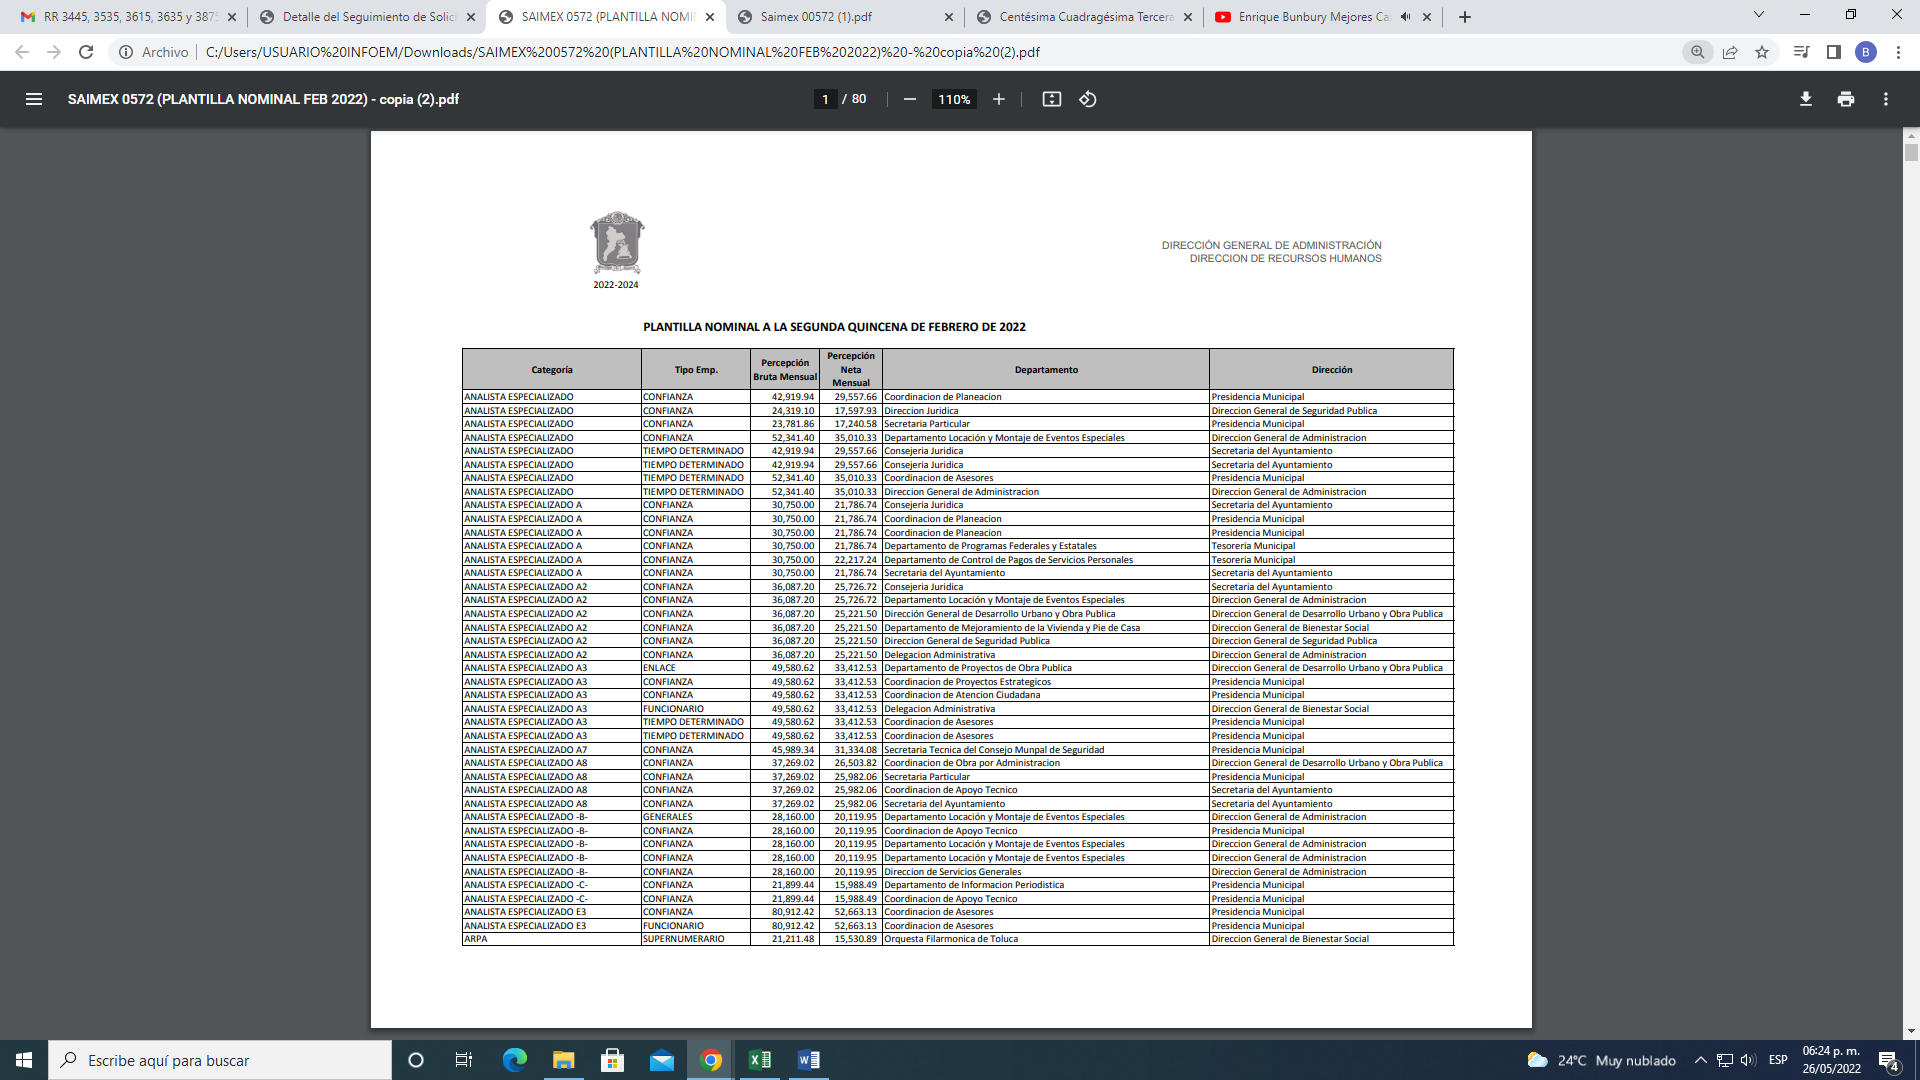 RR 3445, 3535, 3615, 3635 y 3875
Detalle del Seguimiento de Solici
SAIMEX 0572 (PLANTILLA NOMIN
Saimex 00572 (1).pdf
Centésima Cuadragésima Tercera
Enrique Bunbury Mejores Ca
Archivo
C:/Users/USUARIO%20INFOEM/Downloads/SAIMEX%200572%20(PLANTILLA%20NOMINAL%20FEB%202022)%20-%20copia%20(2).pdf
B
SAIMEX 0572 (PLANTILLA NOMINAL FEB 2022) - copia (2).pdf
1 / 80
110%
DIRECCIÓN GENERAL DE ADMINISTRACIÓN
DIRECCION DE RECURSOS HUMANOS
2022-2024
PLANTILLA NOMINAL A LA SEGUNDA QUINCENA DE FEBRERO DE 2022
Categoría Tipo Emp. Percepción Bruta Mensual Percepción Neta Mensual Departamento Dirección
ANALISTA ESPECIALIZADO CONFIANZA 42,919.94 29,557.66 Coordinacion de Planeacion Presidencia Municipal
ANALISTA ESPECIALIZADO CONFIANZA 24,319.10 17,597.93 Direccion Juridica Direccion General de Seguridad Publica
ANALISTA ESPECIALIZADO CONFIANZA 23,781.86 17,240.58 Secretaria Particular Presidencia Municipal
ANALISTA ESPECIALIZADO CONFIANZA 52,341.40 35,010.33 Departamento Locación y Montaje de Eventos Especiales Direccion General de Administracion
ANALISTA ESPECIALIZADO TIEMPO DETERMINADO 42,919.94 29,557.66 Consejeria Juridica Secretaria del Ayuntamiento
ANALISTA ESPECIALIZADO TIEMPO DETERMINADO 42,919.94 29,557.66 Consejeria Juridica Secretaria del Ayuntamiento
ANALISTA ESPECIALIZADO TIEMPO DETERMINADO 52,341.40 35,010.33 Coordinacion de Asesores Presidencia Municipal
ANALISTA ESPECIALIZADO TIEMPO DETERMINADO 52,341.40 35,010.33 Direccion General de Administracion Direccion General de Administracion
ANALISTA ESPECIALIZADO A CONFIANZA 30,750.00 21,786.74 Consejeria Juridica Secretaria del Ayuntamiento
ANALISTA ESPECIALIZADO A CONFIANZA 30,750.00 21,786.74 Coordinacion de Planeacion Presidencia Municipal
ANALISTA ESPECIALIZADO A CONFIANZA 30,750.00 21,786.74 Coordinacion de Planeacion Presidencia Municipal
ANALISTA ESPECIALIZADO A CONFIANZA 30,750.00 21,786.74 Departamento de Programas Federales y Estatales Tesoreria Municipal
ANALISTA ESPECIALIZADO A CONFIANZA 30,750.00 22,217.24 Departamento de Control de Pagos de Servicios Personales Tesoreria Municipal
ANALISTA ESPECIALIZADO A CONFIANZA 30,750.00 21,786.74 Secretaria del Ayuntamiento Secretaria del Ayuntamiento
ANALISTA ESPECIALIZADO A2 CONFIANZA 36,087.20 25,726.72 Consejeria Juridica Secretaria del Ayuntamiento
ANALISTA ESPECIALIZADO A2 CONFIANZA 36,087.20 25,726.72 Departamento Locación y Montaje de Eventos Especiales Direccion General de Administracion
ANALISTA ESPECIALIZADO A2 CONFIANZA 36,087.20 25,221.50 Dirección General de Desarrollo Urbano y Obra Publica Direccion General de Desarrollo Urbano y Obra Publica
ANALISTA ESPECIALIZADO A2 CONFIANZA 36,087.20 25,221.50 Departamento de Mejoramiento de la Vivienda y Pie de Casa Direccion General de Bienestar Social
ANALISTA ESPECIALIZADO A2 CONFIANZA 36,087.20 25,221.50 Direccion General de Seguridad Publica Direccion General de Seguridad Publica
ANALISTA ESPECIALIZADO A2 CONFIANZA 36,087.20 25,221.50 Delegacion Administrativa Direccion General de Administracion
ANALISTA ESPECIALIZADO A3 ENLACE 49,580.62 33,412.53 Departamento de Proyectos de Obra Publica Direccion General de Desarrollo Urbano y Obra Publica
ANALISTA ESPECIALIZADO A3 CONFIANZA 49,580.62 33,412.53 Coordinacion de Proyectos Estrategicos Presidencia Municipal
ANALISTA ESPECIALIZADO A3 CONFIANZA 49,580.62 33,412.53 Coordinacion de Atencion Ciudadana Presidencia Municipal
ANALISTA ESPECIALIZADO A3 FUNCIONARIO 49,580.62 33,412.53 Delegacion Administrativa Direccion General de Bienestar Social
ANALISTA ESPECIALIZADO A3 TIEMPO DETERMINADO 49,580.62 33,412.53 Coordinacion de Asesores Presidencia Municipal
ANALISTA ESPECIALIZADO A3 TIEMPO DETERMINADO 49,580.62 33,412.53 Coordinacion de Asesores Presidencia Municipal
ANALISTA ESPECIALIZADO A7 CONFIANZA 45,989.34 31,334.08 Secretaria Tecnica del Consejo Munpal de Seguridad Presidencia Municipal
ANALISTA ESPECIALIZADO A8 CONFIANZA 37,269.02 26,503.82 Coordinacion de Obra por Administracion Direccion General de Desarrollo Urbano y Obra Publica
ANALISTA ESPECIALIZADO A8 CONFIANZA 37,269.02 25,982.06 Secretaria Particular Presidencia Municipal
ANALISTA ESPECIALIZADO A8 CONFIANZA 37,269.02 25,982.06 Coordinacion de Apoyo Tecnico Secretaria del Ayuntamiento
ANALISTA ESPECIALIZADO A8 CONFIANZA 37,269.02 25,982.06 Secretaria del Ayuntamiento Secretaria del Ayuntamiento
ANALISTA ESPECIALIZADO -B- GENERALES 28,160.00 20,119.95 Departamento Locación y Montaje de Eventos Especiales Direccion General de Administracion
ANALISTA ESPECIALIZADO -B- CONFIANZA 28,160.00 20,119.95 Coordinacion de Apoyo Tecnico Presidencia Municipal
ANALISTA ESPECIALIZADO -B- CONFIANZA 28,160.00 20,119.95 Departamento Locación y Montaje de Eventos Especiales Direccion General de Administracion
ANALISTA ESPECIALIZADO -B- CONFIANZA 28,160.00 20,119.95 Departamento Locación y Montaje de Eventos Especiales Direccion General de Administracion
ANALISTA ESPECIALIZADO -B- CONFIANZA 28,160.00 20,119.95 Direccion de Servicios Generales Direccion General de Administracion
ANALISTA ESPECIALIZADO -C- CONFIANZA 21,899.44 15,988.49 Departamento de Informacion Periodistica Presidencia Municipal
ANALISTA ESPECIALIZADO -C- CONFIANZA 21,899.44 15,988.49 Coordinacion de Apoyo Tecnico Presidencia Municipal
ANALISTA ESPECIALIZADO E3 CONFIANZA 80,912.42 52,663.13 Coordinacion de Asesores Presidencia Municipal
ANALISTA ESPECIALIZADO E3 FUNCIONARIO 80,912.42 52,663.13 Coordinacion de Asesores Presidencia Municipal
ARPA SUPERNUMERARIO 21,211.48 15,530.89 Orquesta Filarmonica de Toluca Direccion General de Bienestar Social
Escribe aquí para buscar
24°C Muy nublado
ESP
06:24 p. m.
26/05/2022
4